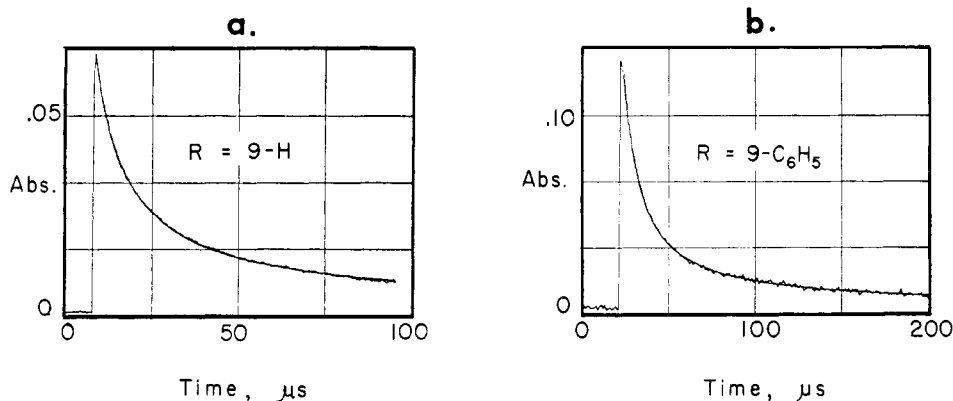 a.
.05
R = 9-H
Abs.
0
0 50 100
Time, μs
b.
.10
R = 9-C₆H₅
Abs.
0
0 100 200
Time, μs